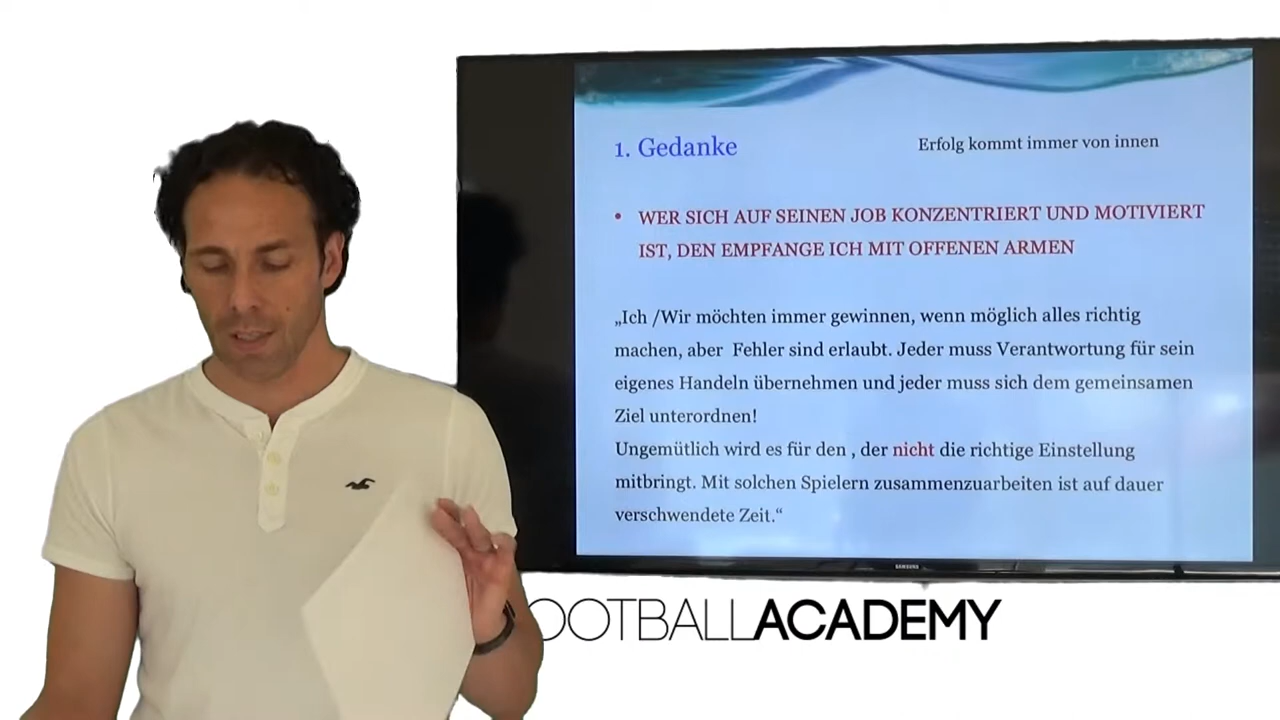 1. Gedanke
Erfolg kommt immer von innen
• WER SICH AUF SEINEN JOB KONZENTRIERT UND MOTIVIERT
IST, DEN EMPFANGE ICH MIT OFFENEN ARMEN
„Ich /Wir möchten immer gewinnen, wenn möglich alles richtig
machen, aber Fehler sind erlaubt. Jeder muss Verantwortung für sein
eigenes Handeln übernehmen und jeder muss sich dem gemeinsamen
Ziel unterordnen!
Ungemütlich wird es für den , der nicht die richtige Einstellung
mitbringt. Mit solchen Spielern zusammenzuarbeiten ist auf dauer
verschwendete Zeit.“
SAMSUNG
OOTBALLACADEMY